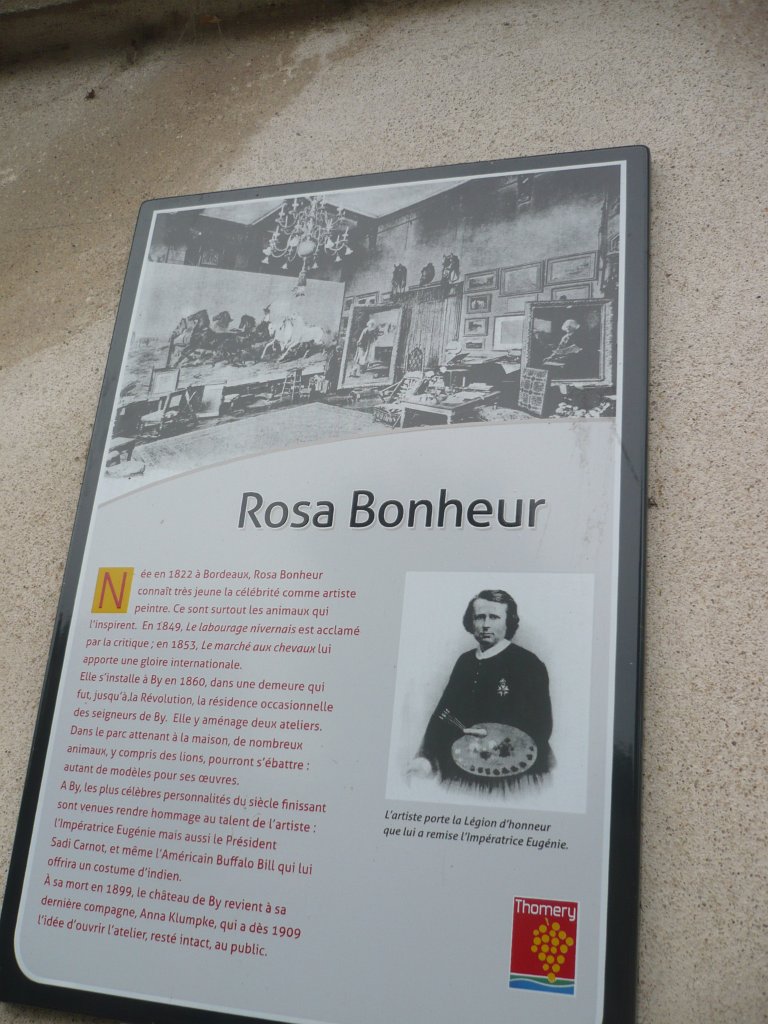 Rosa Bonheur
Née en 1822 à Bordeaux, Rosa Bonheur
connaît très jeune la célébrité comme artiste
peintre. Ce sont surtout les animaux qui
l'inspirent. En 1849, Le labourage nivernais est acclamé
par la critique ; en 1853, Le marché aux chevaux lui
apporte une gloire internationale.
Elle s'installe à By en 1860, dans une demeure qui
fut, jusqu'à la Révolution, la résidence occasionnelle
des seigneurs de By. Elle y aménage deux ateliers.
Dans le parc attenant à la maison, de nombreux
animaux, y compris des lions, pourront s'ébattre :
autant de modèles pour ses œuvres.
A By, les plus célèbres personnalités du siècle finissant
sont venues rendre hommage au talent de l'artiste :
l'Impératrice Eugénie mais aussi le Président
Sadi Carnot, et même l'Américain Buffalo Bill qui lui
offrira un costume d'indien.
À sa mort en 1899, le château de By revient à sa
dernière compagne, Anna Klumpke, qui a dès 1909
l'idée d'ouvrir l'atelier, resté intact, au public.
L'artiste porte la Légion d'honneur
que lui a remise l'Impératrice Eugénie.
Thomery